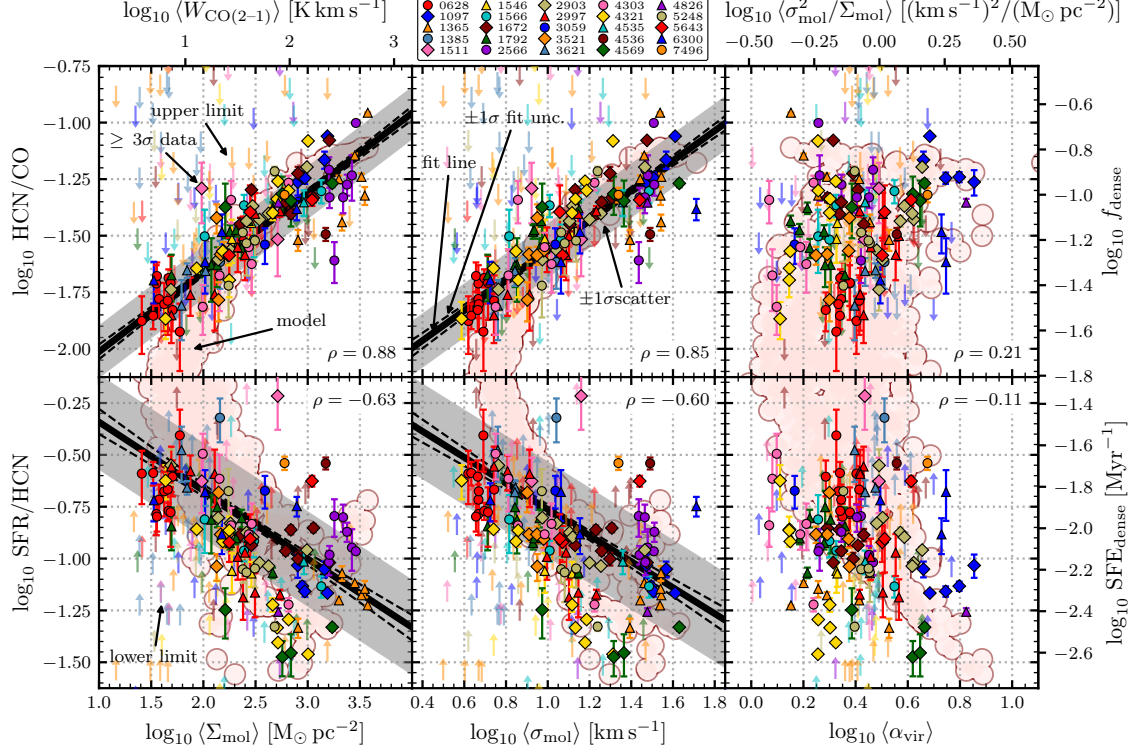 log₁₀ ⟨W_CO(2−1)⟩ [K km s⁻¹]
log₁₀ ⟨σ²_mol/Σ_mol⟩ [(km s⁻¹)²/(M⊙ pc⁻²)]
0628 1546 2903 4303 4826
1097 1566 2997 4321 5248
1365 1672 3059 4535 5643
1385 1792 3521 4536 6300
1511 2566 3621 4569 7496
1 2 3
−0.50 −0.25 0.00 0.25 0.50
−0.75
−1.00
−1.25
−1.50
−1.75
−2.00
log₁₀ HCN/CO
upper limit
≥ 3σ data
model
ρ = 0.88
±1σ fit unc.
fit line
±1σscatter
ρ = 0.85
ρ = 0.21
−0.6
−0.8
−1.0
−1.2
−1.4
−1.6
−1.8
log₁₀ f_dense
−0.25
−0.50
−0.75
−1.00
−1.25
−1.50
log₁₀ SFR/HCN
ρ = −0.63
lower limit
ρ = −0.60
ρ = −0.11
−1.4
−1.6
−1.8
−2.0
−2.2
−2.4
−2.6
log₁₀ SFE_dense [Myr⁻¹]
1.0 1.5 2.0 2.5 3.0 3.5
0.4 0.6 0.8 1.0 1.2 1.4 1.6 1.8
0.0 0.2 0.4 0.6 0.8 1.0
log₁₀ ⟨Σ_mol⟩ [M⊙ pc⁻²]
log₁₀ ⟨σ_mol⟩ [km s⁻¹]
log₁₀ ⟨α_vir⟩